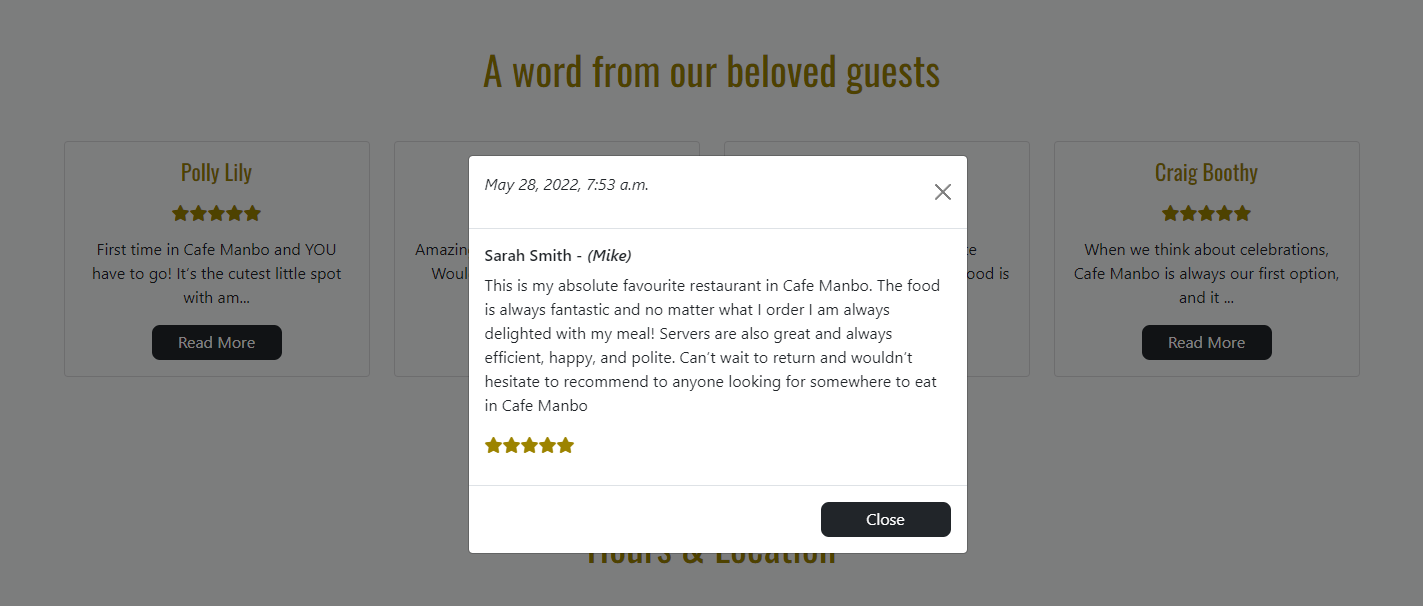 A word from our beloved guests
Polly Lily
First time in Cafe Manbo and YOU
have to go! It's the cutest little spot
with am...
Read More
Amazin
Woul
May 28, 2022, 7:53 a.m.
Sarah Smith - (Mike)
This is my absolute favourite restaurant in Cafe Manbo. The food
is always fantastic and no matter what I order I am always
delighted with my meal! Servers are also great and always
efficient, happy, and polite. Can't wait to return and wouldn't
hesitate to recommend to anyone looking for somewhere to eat
in Cafe Manbo
Close
ood is
Craig Boothy
When we think about celebrations,
Cafe Manbo is always our first option,
and it ...
Read More
Hours & Location